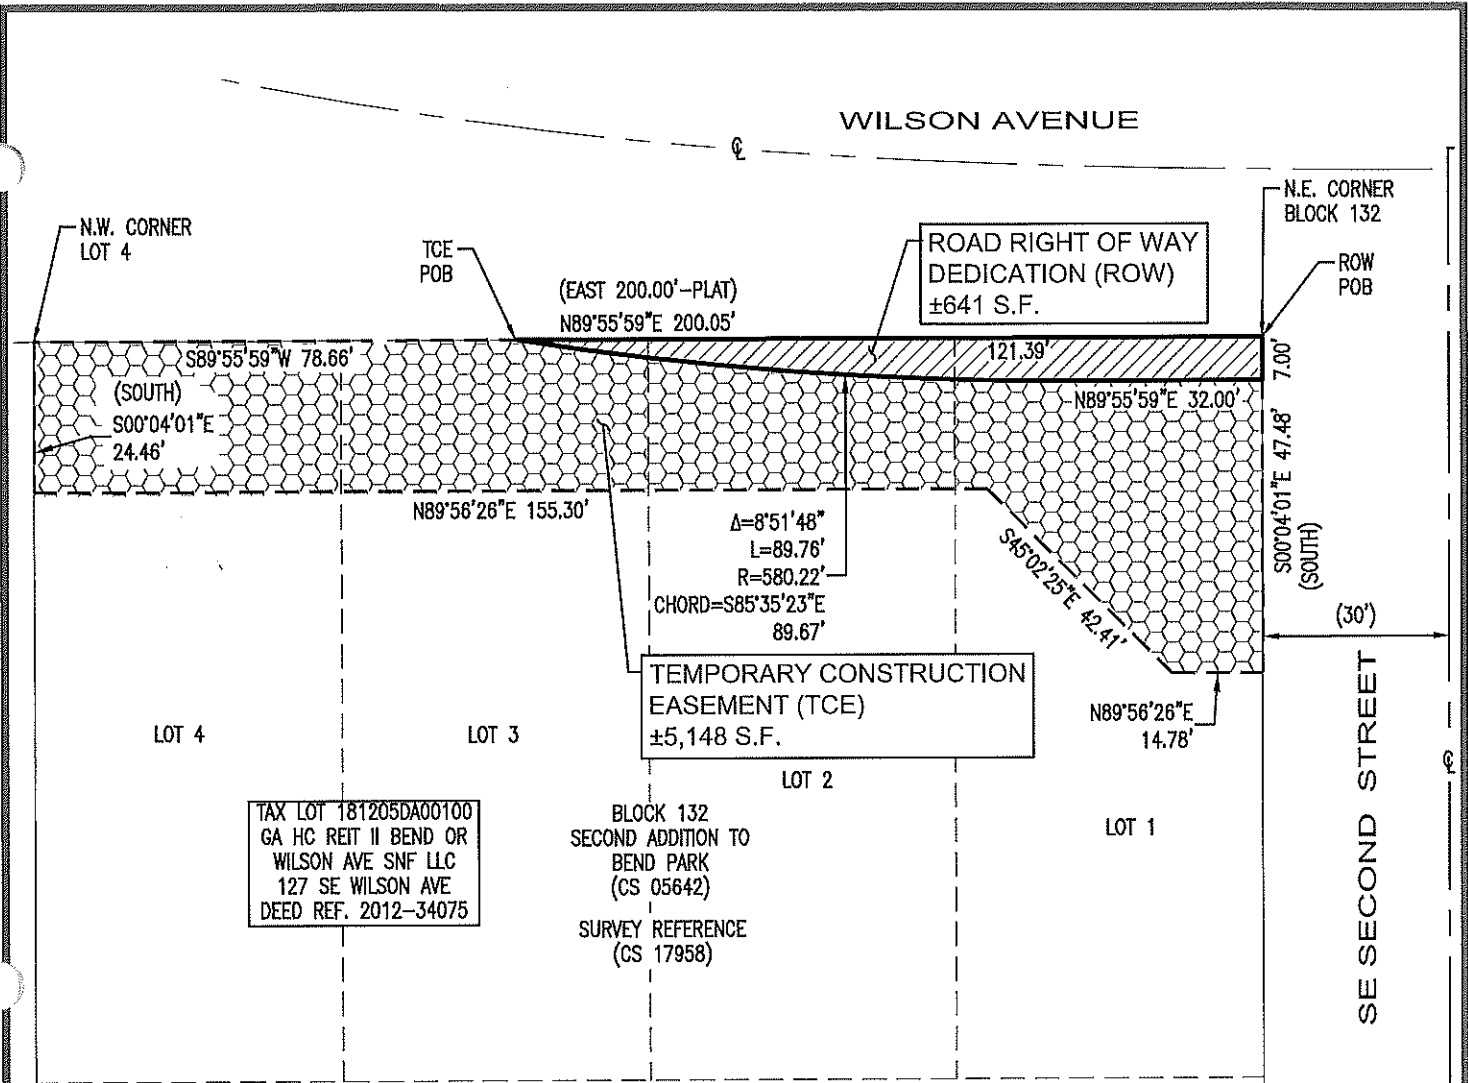 WILSON AVENUE
℄
N.E. CORNER
BLOCK 132
N.W. CORNER
LOT 4
TCE
POB
ROAD RIGHT OF WAY
DEDICATION (ROW)
±641 S.F.
ROW
POB
(EAST 200.00'-PLAT)
N89°55'59"E 200.05'
S89°55'59"W 78.66'
121.39'
7.00'
(SOUTH)
S00°04'01"E
24.46'
N89°55'59"E 32.00'
S00°04'01"E 47.48'
(SOUTH)
N89°56'26"E 155.30'
Δ=8°51'48"
L=89.76'
R=580.22'
CHORD=S85°35'23"E
89.67'
S45°02'25"E 42.41'
(30')
TEMPORARY CONSTRUCTION
EASEMENT (TCE)
±5,148 S.F.
N89°56'26"E
14.78'
LOT 4
LOT 3
LOT 2
LOT 1
SE SECOND STREET
℄
TAX LOT 181205DA00100
GA HC REIT II BEND OR
WILSON AVE SNF LLC
127 SE WILSON AVE
DEED REF. 2012-34075
BLOCK 132
SECOND ADDITION TO
BEND PARK
(CS 05642)
SURVEY REFERENCE
(CS 17958)